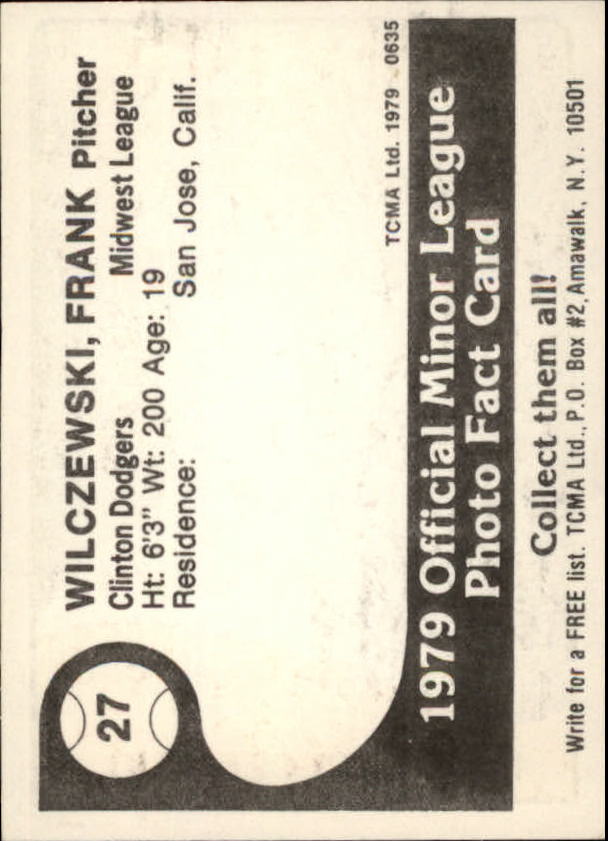 27
WILCZEWSKI, FRANK Pitcher
Clinton Dodgers Midwest League
Ht: 6'3" Wt: 200 Age: 19
Residence: San Jose, Calif.
TCMA Ltd. 1979 0635
1979 Official Minor League
Photo Fact Card
Collect them all!
Write for a FREE list. TCMA Ltd., P.O. Box #2, Amawalk, N.Y. 10501